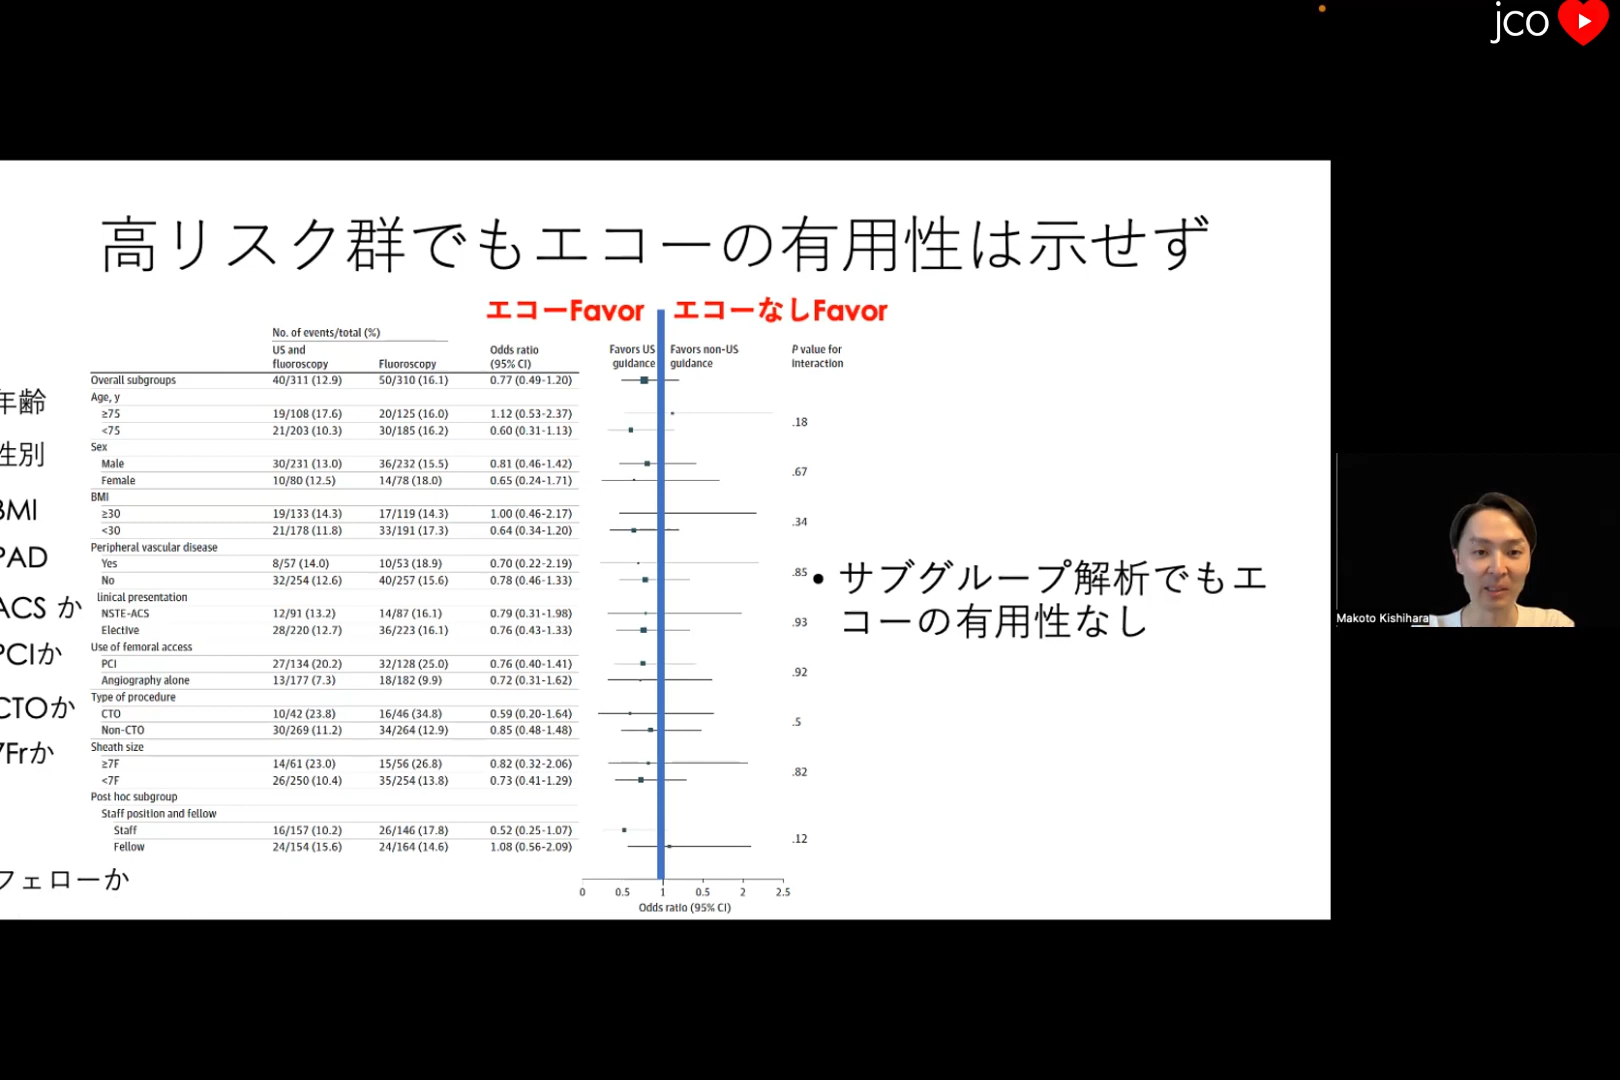 jco
高リスク群でもエコーの有用性は示せず
エコーFavor エコーなしFavor
No. of events/total (%)
US and fluoroscopy Fluoroscopy Odds ratio (95% CI) Favors US guidance Favors non-US guidance P value for interaction
Overall subgroups 40/311 (12.9) 50/310 (16.1) 0.77 (0.49-1.20)
Age, y
≥75 19/108 (17.6) 20/125 (16.0) 1.12 (0.53-2.37)
.18
<75 21/203 (10.3) 30/185 (16.2) 0.60 (0.31-1.13)
Sex
Male 30/231 (13.0) 36/232 (15.5) 0.81 (0.46-1.42)
.67
Female 10/80 (12.5) 14/78 (18.0) 0.65 (0.24-1.71)
BMI
≥30 19/133 (14.3) 17/119 (14.3) 1.00 (0.46-2.17)
.34
<30 21/178 (11.8) 33/191 (17.3) 0.64 (0.34-1.20)
Peripheral vascular disease
Yes 8/57 (14.0) 10/53 (18.9) 0.70 (0.22-2.19)
.85
No 32/254 (12.6) 40/257 (15.6) 0.78 (0.46-1.33)
linical presentation
NSTE-ACS 12/91 (13.2) 14/87 (16.1) 0.79 (0.31-1.98)
.93
Elective 28/220 (12.7) 36/223 (16.1) 0.76 (0.43-1.33)
Use of femoral access
PCI 27/134 (20.2) 32/128 (25.0) 0.76 (0.40-1.41)
.92
Angiography alone 13/177 (7.3) 18/182 (9.9) 0.72 (0.31-1.62)
Type of procedure
CTO 10/42 (23.8) 16/46 (34.8) 0.59 (0.20-1.64)
.5
Non-CTO 30/269 (11.2) 34/264 (12.9) 0.85 (0.48-1.48)
Sheath size
≥7F 14/61 (23.0) 15/56 (26.8) 0.82 (0.32-2.06)
.82
<7F 26/250 (10.4) 35/254 (13.8) 0.73 (0.41-1.29)
Post hoc subgroup
Staff position and fellow
Staff 16/157 (10.2) 26/146 (17.8) 0.52 (0.25-1.07)
.12
Fellow 24/154 (15.6) 24/164 (14.6) 1.08 (0.56-2.09)
0 0.5 1 0.5 2 2.5
Odds ratio (95% CI)
年齢
性別
BMI
PAD
ACS か
PCIか
CTOか
7Frか
フェローか
• サブグループ解析でもエ
コーの有用性なし
Makoto Kishihara